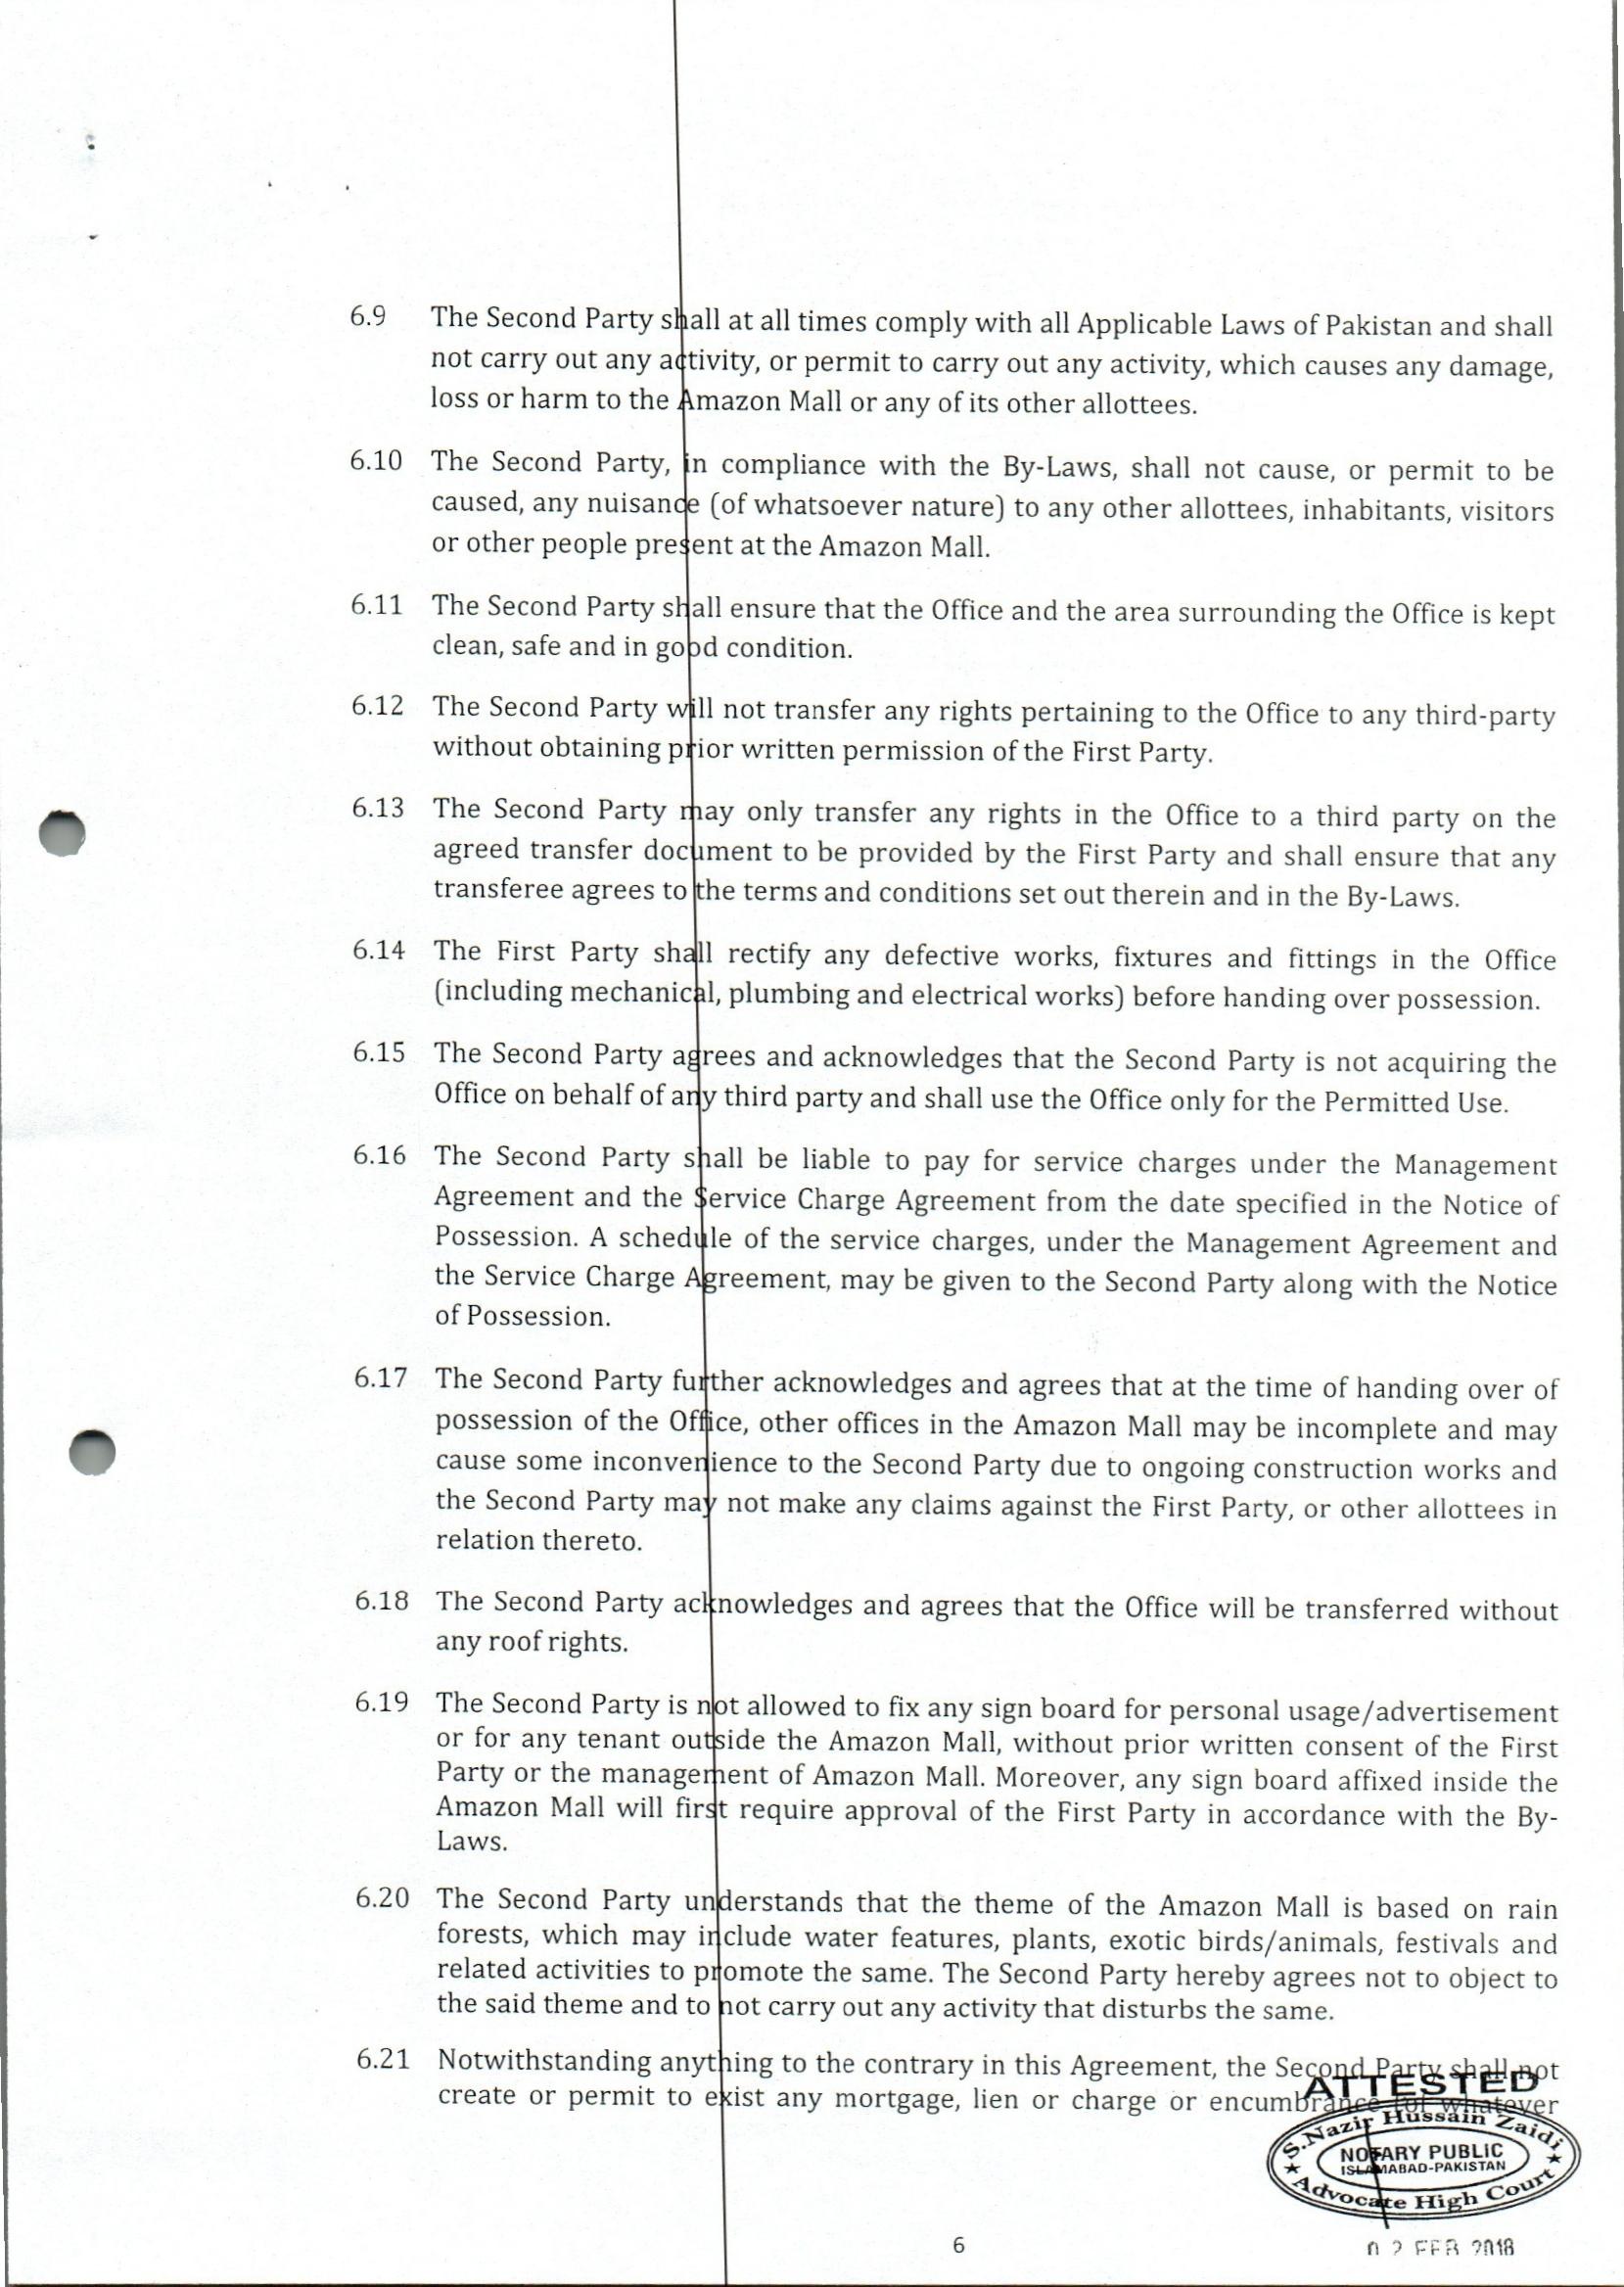 6.9 The Second Party shall at all times comply with all Applicable Laws of Pakistan and shall
not carry out any activity, or permit to carry out any activity, which causes any damage,
loss or harm to the Amazon Mall or any of its other allottees.
6.10 The Second Party, in compliance with the By-Laws, shall not cause, or permit to be
caused, any nuisance (of whatsoever nature) to any other allottees, inhabitants, visitors
or other people present at the Amazon Mall.
6.11 The Second Party shall ensure that the Office and the area surrounding the Office is kept
clean, safe and in good condition.
6.12 The Second Party will not transfer any rights pertaining to the Office to any third-party
without obtaining prior written permission of the First Party.
6.13 The Second Party may only transfer any rights in the Office to a third party on the
agreed transfer document to be provided by the First Party and shall ensure that any
transferee agrees to the terms and conditions set out therein and in the By-Laws.
6.14 The First Party shall rectify any defective works, fixtures and fittings in the Office
(including mechanical, plumbing and electrical works) before handing over possession.
6.15 The Second Party agrees and acknowledges that the Second Party is not acquiring the
Office on behalf of any third party and shall use the Office only for the Permitted Use.
6.16 The Second Party shall be liable to pay for service charges under the Management
Agreement and the Service Charge Agreement from the date specified in the Notice of
Possession. A schedule of the service charges, under the Management Agreement and
the Service Charge Agreement, may be given to the Second Party along with the Notice
of Possession.
6.17 The Second Party further acknowledges and agrees that at the time of handing over of
possession of the Office, other offices in the Amazon Mall may be incomplete and may
cause some inconvenience to the Second Party due to ongoing construction works and
the Second Party may not make any claims against the First Party, or other allottees in
relation thereto.
6.18 The Second Party acknowledges and agrees that the Office will be transferred without
any roof rights.
6.19 The Second Party is not allowed to fix any sign board for personal usage/advertisement
or for any tenant outside the Amazon Mall, without prior written consent of the First
Party or the management of Amazon Mall. Moreover, any sign board affixed inside the
Amazon Mall will first require approval of the First Party in accordance with the By-
Laws.
6.20 The Second Party understands that the theme of the Amazon Mall is based on rain
forests, which may include water features, plants, exotic birds/animals, festivals and
related activities to promote the same. The Second Party hereby agrees not to object to
the said theme and to not carry out any activity that disturbs the same.
6.21 Notwithstanding anything to the contrary in this Agreement, the Second Party shall not
create or permit to exist any mortgage, lien or charge or encumbrance (of whatever
ATTESTED
S.Nazir Hussain Zaidi
NOTARY PUBLIC
ISLAMABAD-PAKISTAN
Advocate High Court
6
02 FEB 2018